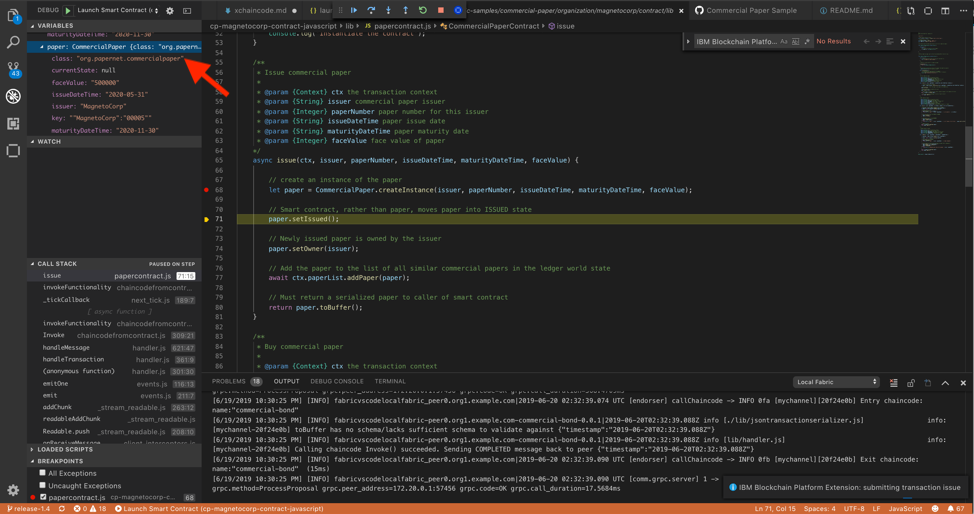 DEBUG Launch Smart Contract (
xchaincode.md
c-samples/commercial-paper/organization/magnetocorp/contract/lib
Commercial Paper Sample
README.md
VARIABLES
cp-magnetocorp-contract-javascript › lib › papercontract.js › CommercialPaperContract › issue
maturityDateTime: "2020-11-30"
paper: CommercialPaper {class: "org.papern…
class: "org.papernet.commercialpaper"
currentState: null
faceValue: "500000"
issueDateTime: "2020-05-31"
issuer: "MagnetoCorp"
key: ""MagnetoCorp":"00005""
maturityDateTime: "2020-11-30"
WATCH
IBM Blockchain Platfo… Aa Abl .* No Results
52 console.log('Instantiate the contract');
53 }
54
55 /**
56 * Issue commercial paper
57 *
58 * @param {Context} ctx the transaction context
59 * @param {String} issuer commercial paper issuer
60 * @param {Integer} paperNumber paper number for this issuer
61 * @param {String} issueDateTime paper issue date
62 * @param {String} maturityDateTime paper maturity date
63 * @param {Integer} faceValue face value of paper
64 */
65 async issue(ctx, issuer, paperNumber, issueDateTime, maturityDateTime, faceValue) {
66
67 // create an instance of the paper
68 let paper = CommercialPaper.createInstance(issuer, paperNumber, issueDateTime, maturityDateTime, faceValue);
69
70 // Smart contract, rather than paper, moves paper into ISSUED state
71 paper.setIssued();
72
73 // Newly issued paper is owned by the issuer
74 paper.setOwner(issuer);
75
76 // Add the paper to the list of all similar commercial papers in the ledger world state
77 await ctx.paperList.addPaper(paper);
78
79 // Must return a serialized paper to caller of smart contract
80 return paper.toBuffer();
81 }
82
83 /**
84 * Buy commercial paper
85 *
86 * @param {Context} ctx the transaction context
CALL STACK PAUSED ON STEP
issue papercontract.js 71:15
invokeFunctionality chaincodefromcontr…
_tickCallback next_tick.js 189:7
[ async function ]
invokeFunctionality chaincodefromcontr…
Invoke chaincodefromcontract.js 309:21
handleMessage handler.js 621:47
handleTransaction handler.js 361:9
(anonymous function) handler.js 301:30
emitOne events.js 116:13
emit events.js 211:7
addChunk _stream_readable.js 263:12
readableAddChunk _stream_readable.js
Readable.push _stream_readable.js 208:10
LOADED SCRIPTS
BREAKPOINTS
All Exceptions
Uncaught Exceptions
papercontract.js cp-magnetocorp-c… 68
PROBLEMS 18 OUTPUT DEBUG CONSOLE TERMINAL Local Fabric
[6/19/2019 10:30:25 PM] [INFO] fabricvscodelocalfabric_peer0.org1.example.com|2019-06-20 02:32:39.074 UTC [endorser] callChaincode -> INFO 0fa [mychannel][20f24e0b] Entry chaincode:
name:"commercial-bond"
[6/19/2019 10:30:25 PM] [INFO] fabricvscodelocalfabric-peer0.org1.example.com-commercial-bond-0.0.1|2019-06-20T02:32:39.088Z info [./lib/jsontransactionserializer.js] info:
[mychannel-20f24e0b] toBuffer has no schema/lacks sufficient schema to validate against {"timestamp":"2019-06-20T02:32:39.088Z"}
[6/19/2019 10:30:25 PM] [INFO] fabricvscodelocalfabric-peer0.org1.example.com-commercial-bond-0.0.1|2019-06-20T02:32:39.088Z info [lib/handler.js] info:
[mychannel-20f24e0b] Calling chaincode Invoke() succeeded. Sending COMPLETED message back to peer {"timestamp":"2019-06-20T02:32:39.088Z"}
[6/19/2019 10:30:25 PM] [INFO] fabricvscodelocalfabric_peer0.org1.example.com|2019-06-20 02:32:39.090 UTC [endorser] callChaincode -> INFO 0fb [mychannel][20f24e0b] Exit chaincode:
name:"commercial-bond" (15ms)
[6/19/2019 10:30:25 PM] [INFO] fabricvscodelocalfabric_peer0.org1.example.com|2019-06-20 02:32:39.090 UTC [comm.grpc.server] 1 ->
grpc.method=ProcessProposal grpc.peer_address=172.20.0.1:57456 grpc.code=OK grpc.call_duration=17.5684ms
IBM Blockchain Platform Extension: submitting transaction issue
1
43
release-1.4 0 18 Launch Smart Contract (cp-magnetocorp-contract-javascript) Ln 71, Col 15 Spaces: 4 UTF-8 LF JavaScript 67